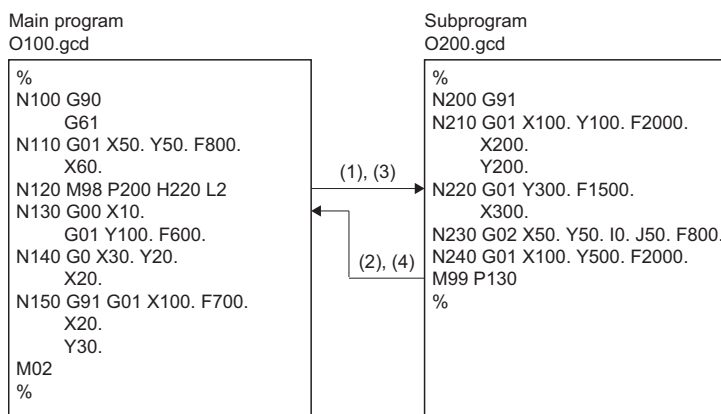 Main program
O100.gcd
%
N100 G90
G61
N110 G01 X50. Y50. F800.
X60.
N120 M98 P200 H220 L2
N130 G00 X10.
G01 Y100. F600.
N140 G0 X30. Y20.
X20.
N150 G91 G01 X100. F700.
X20.
Y30.
M02
%
(1), (3)
(2), (4)
Subprogram
O200.gcd
%
N200 G91
N210 G01 X100. Y100. F2000.
X200.
Y200.
N220 G01 Y300. F1500.
X300.
N230 G02 X50. Y50. I0. J50. F800.
N240 G01 X100. Y500. F2000.
M99 P130
%